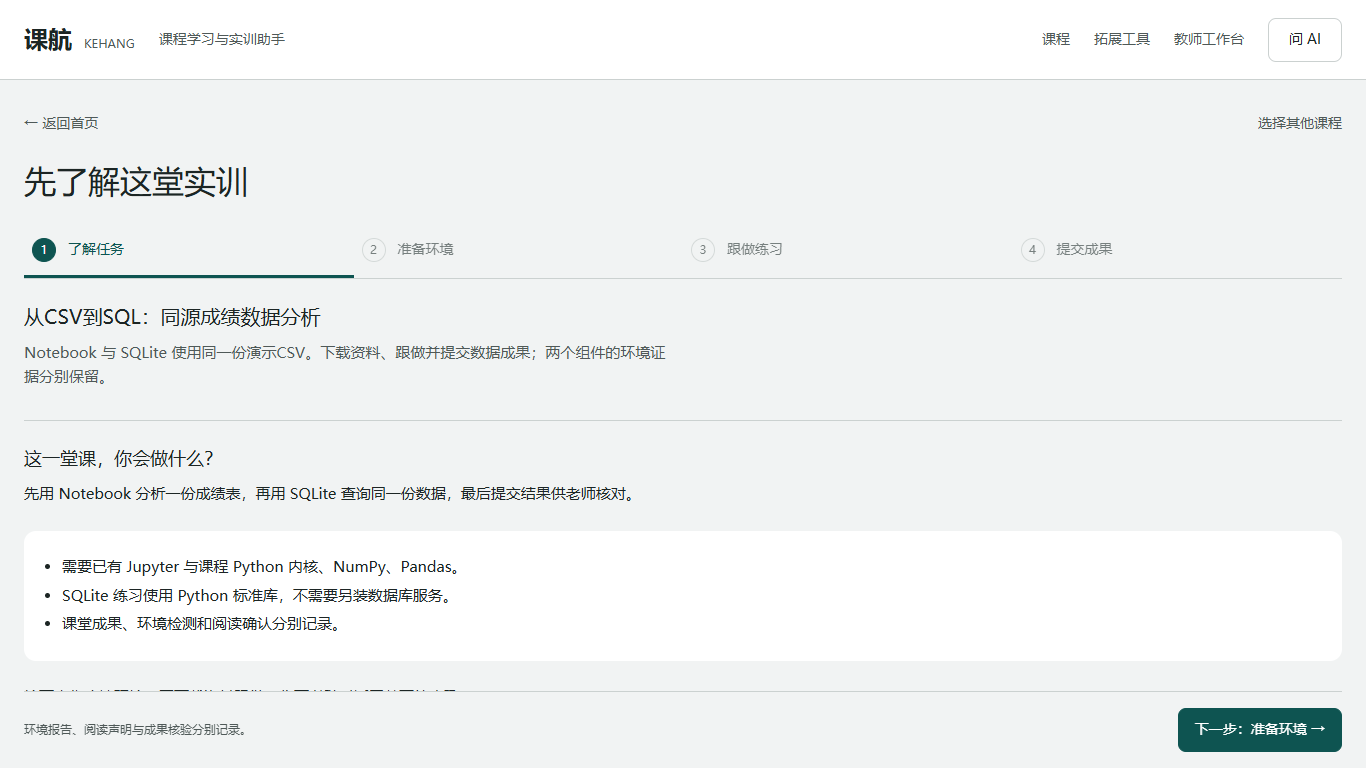 课航 KEHANG 课程学习与实训助手 课程 拓展工具 教师工作台 问 AI
← 返回首页 选择其他课程
先了解这堂实训
1 了解任务 2 准备环境 3 跟做练习 4 提交成果
从CSV到SQL：同源成绩数据分析
Notebook 与 SQLite 使用同一份演示CSV。下载资料、跟做并提交数据成果；两个组件的环境证
据分别保留。
这一堂课，你会做什么？
先用 Notebook 分析一份成绩表，再用 SQLite 查询同一份数据，最后提交结果供老师核对。
• 需要已有 Jupyter 与课程 Python 内核、NumPy、Pandas。
• SQLite 练习使用 Python 标准库，不需要另装数据库服务。
• 课堂成果、环境检测和阅读确认分别记录。
环境报告、阅读声明与成果核验分别记录。 下一步：准备环境 →